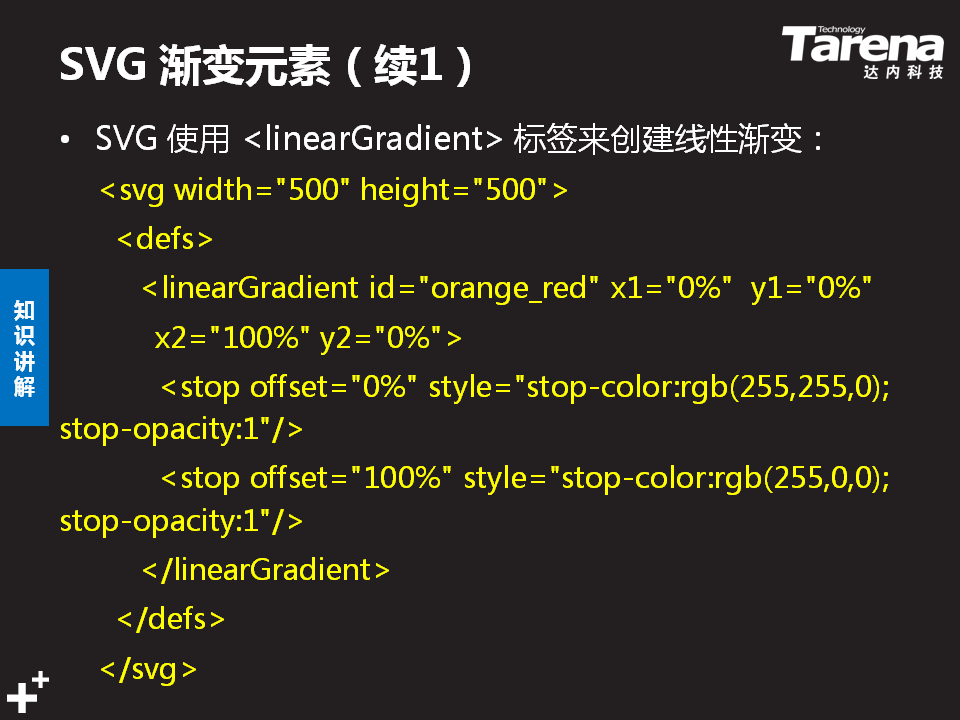 SVG 渐变元素（续1）
Technology
Tarena
达内科技
• SVG 使用 <linearGradient> 标签来创建线性渐变：
<svg width="500" height="500">
<defs>
<linearGradient id="orange_red" x1="0%" y1="0%"
x2="100%" y2="0%">
<stop offset="0%" style="stop-color:rgb(255,255,0);
stop-opacity:1"/>
<stop offset="100%" style="stop-color:rgb(255,0,0);
stop-opacity:1"/>
</linearGradient>
</defs>
</svg>
知识讲解